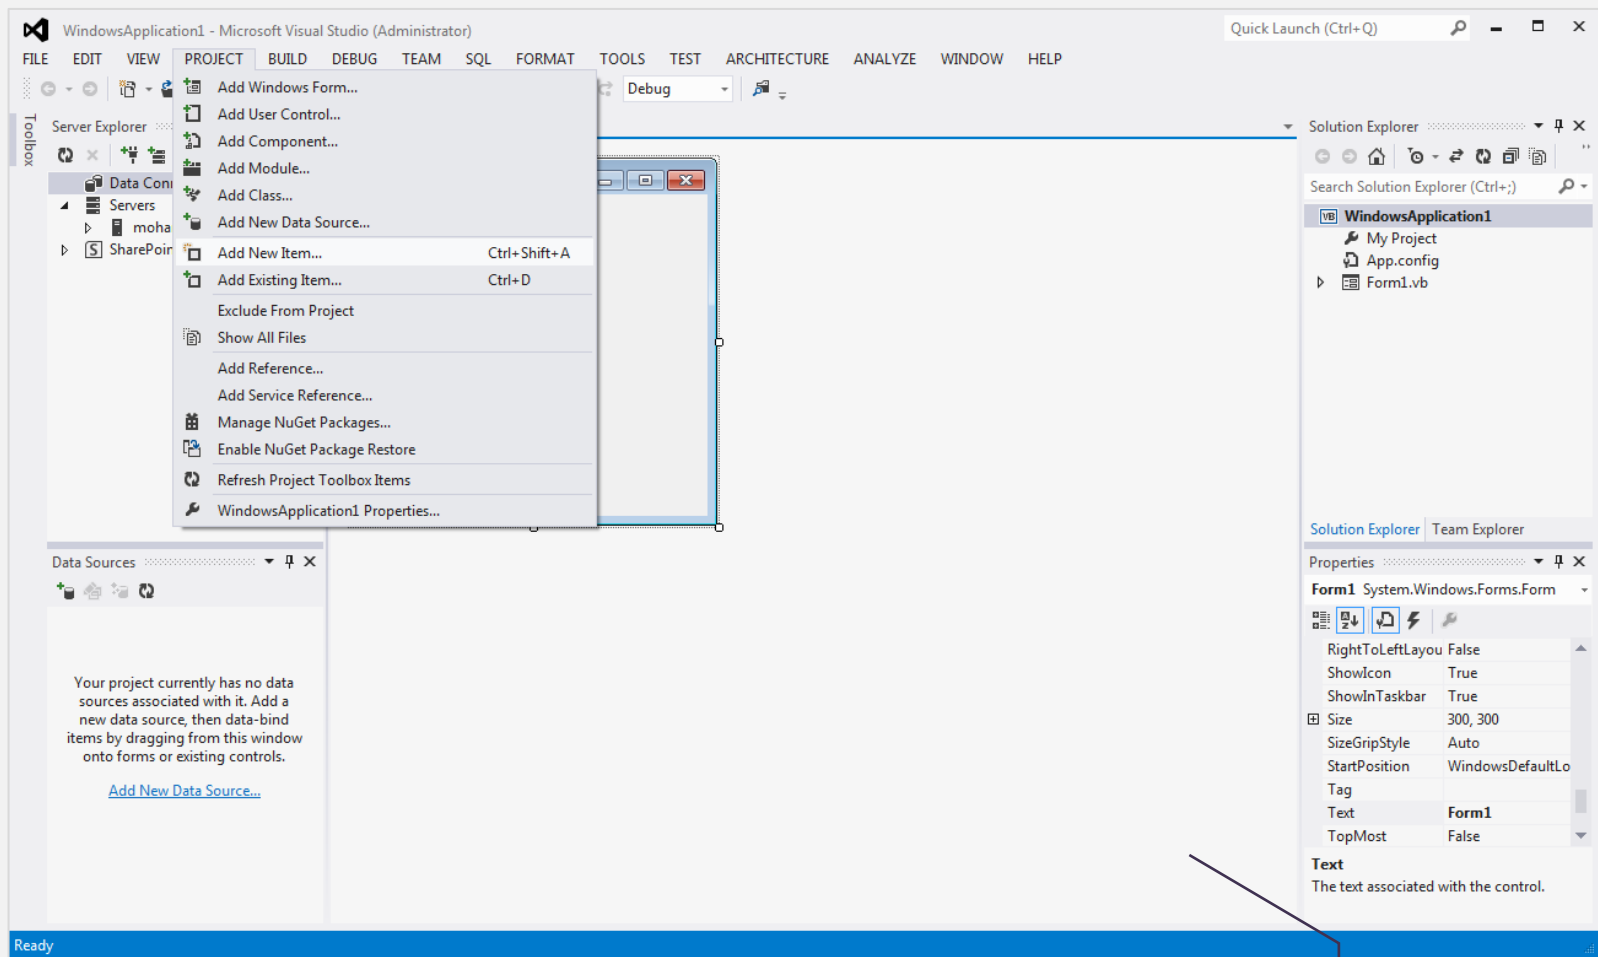 WindowsApplication1 - Microsoft Visual Studio (Administrator)
Quick Launch (Ctrl+Q)
FILE EDIT VIEW PROJECT BUILD DEBUG TEAM SQL FORMAT TOOLS TEST ARCHITECTURE ANALYZE WINDOW HELP
Debug
Toolbox
Server Explorer
Data Con
Servers
moha
SharePoin
Add Windows Form...
Add User Control...
Add Component...
Add Module...
Add Class...
Add New Data Source...
Add New Item... Ctrl+Shift+A
Add Existing Item... Ctrl+D
Exclude From Project
Show All Files
Add Reference...
Add Service Reference...
Manage NuGet Packages...
Enable NuGet Package Restore
Refresh Project Toolbox Items
WindowsApplication1 Properties...
Data Sources
Your project currently has no data
sources associated with it. Add a
new data source, then data-bind
items by dragging from this window
onto forms or existing controls.
Add New Data Source...
Solution Explorer
Search Solution Explorer (Ctrl+;)
VB WindowsApplication1
My Project
App.config
Form1.vb
Solution Explorer Team Explorer
Properties
Form1 System.Windows.Forms.Form
RightToLeftLayou False
ShowIcon True
ShowInTaskbar True
Size 300, 300
SizeGripStyle Auto
StartPosition WindowsDefaultLo
Tag
Text Form1
TopMost False
Text
The text associated with the control.
Ready